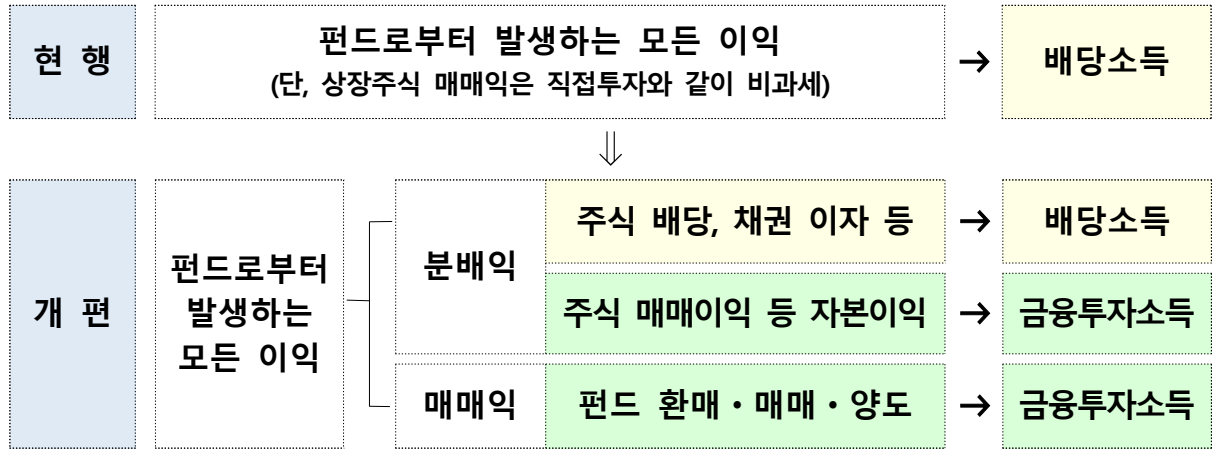 현 행
펀드로부터 발생하는 모든 이익
(단, 상장주식 매매익은 직접투자와 같이 비과세)
→
배당소득
⇓
개 편
펀드로부터
발생하는
모든 이익
분배익
주식 배당, 채권 이자 등
→
배당소득
주식 매매이익 등 자본이익
→
금융투자소득
매매익
펀드 환매・매매・양도
→
금융투자소득